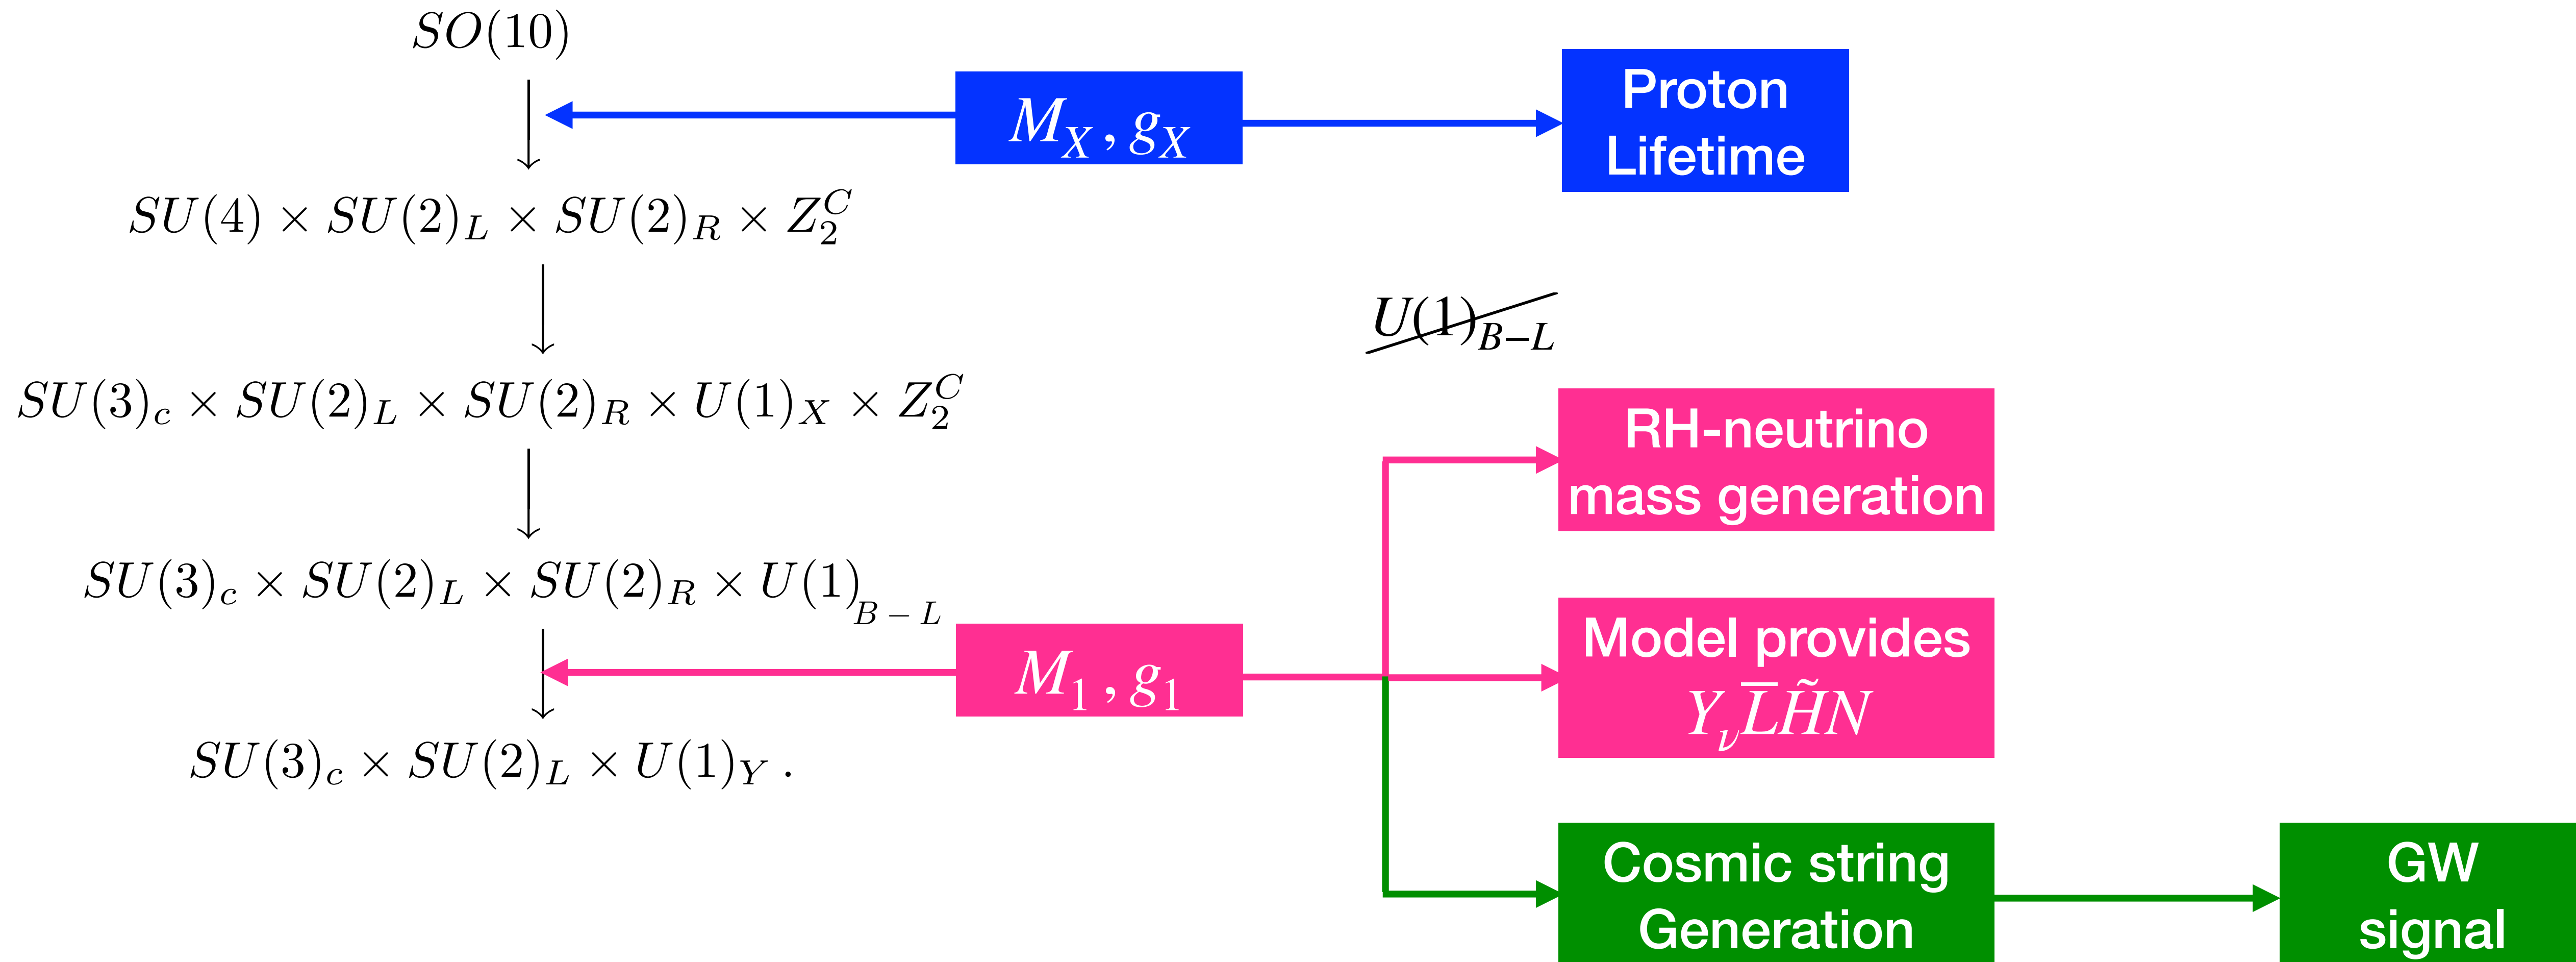 SO(10)
M_X , g_X
Proton
Lifetime
SU(4) × SU(2)_L × SU(2)_R × Z_2^C
U(1)_{B−L}
SU(3)_c × SU(2)_L × SU(2)_R × U(1)_X × Z_2^C
RH-neutrino
mass generation
SU(3)_c × SU(2)_L × SU(2)_R × U(1)_{B − L}
M_1 , g_1
Model provides
Y_ν L̅ H̃ N
SU(3)_c × SU(2)_L × U(1)_Y .
Cosmic string
Generation
GW
signal